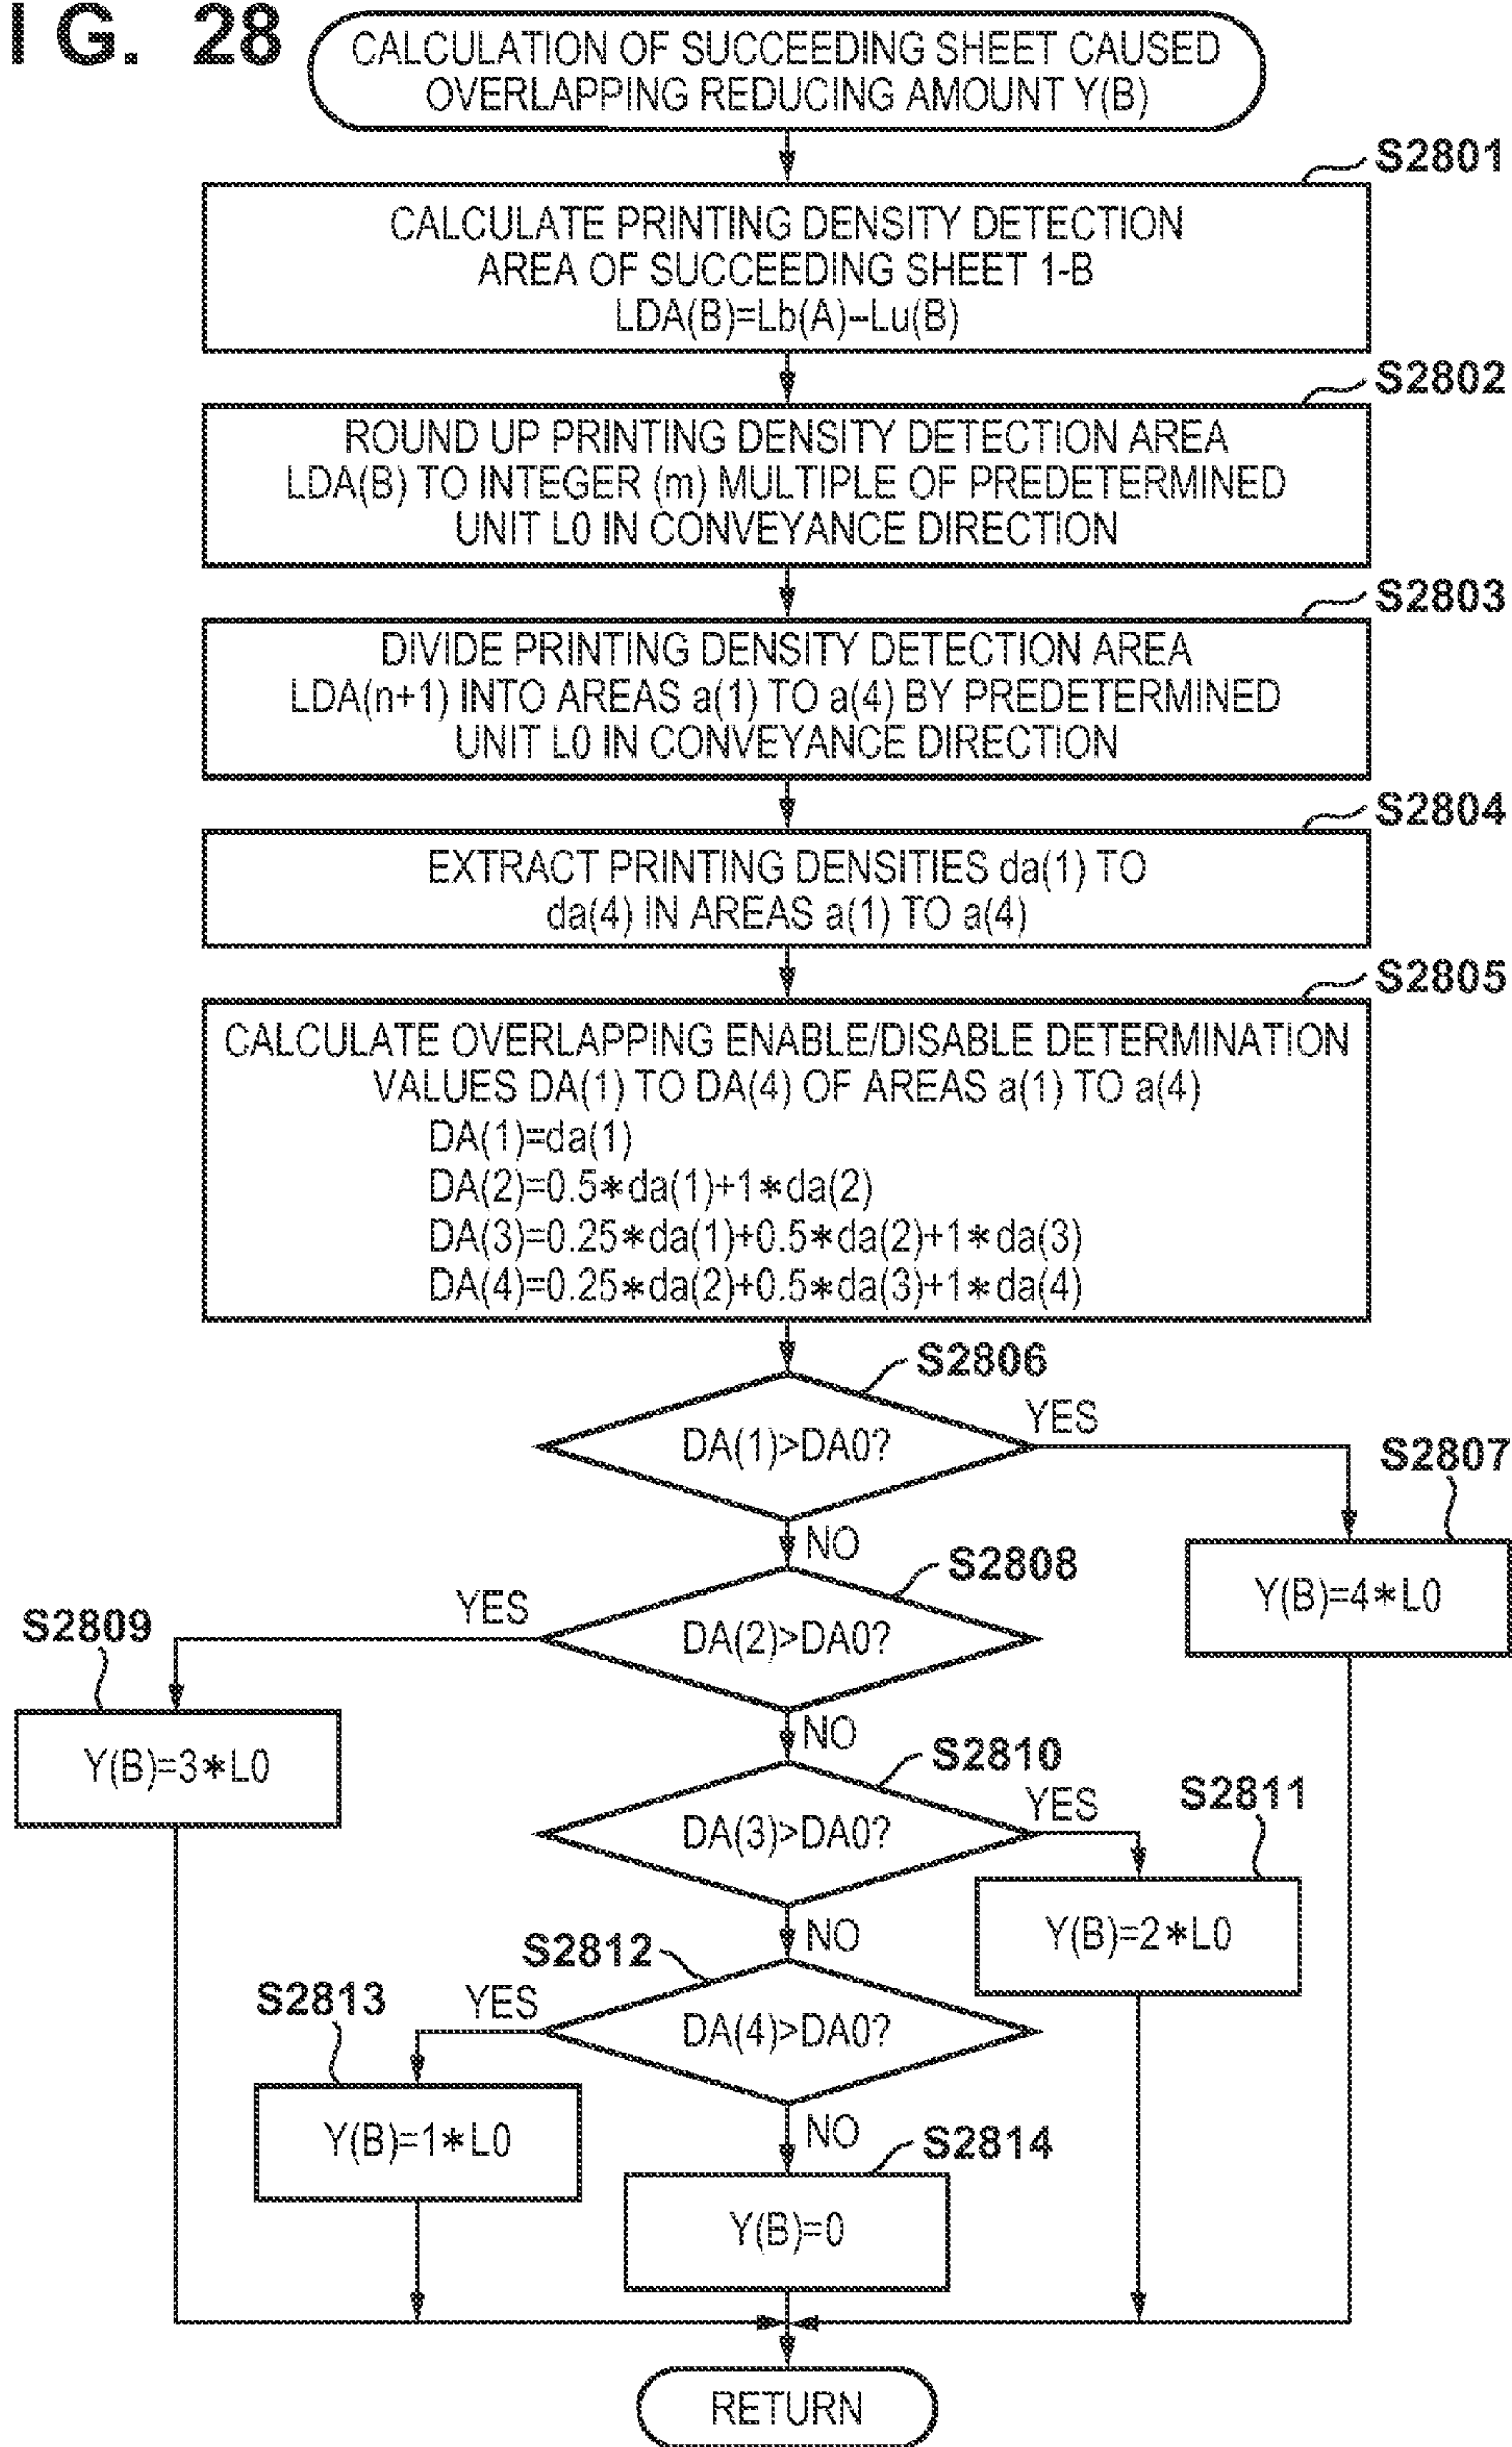 I G. 28
CALCULATION OF SUCCEEDING SHEET CAUSED
OVERLAPPING REDUCING AMOUNT Y(B)
S2801
CALCULATE PRINTING DENSITY DETECTION
AREA OF SUCCEEDING SHEET 1-B
LDA(B)=Lb(A)-Lu(B)
S2802
ROUND UP PRINTING DENSITY DETECTION AREA
LDA(B) TO INTEGER (m) MULTIPLE OF PREDETERMINED
UNIT L0 IN CONVEYANCE DIRECTION
S2803
DIVIDE PRINTING DENSITY DETECTION AREA
LDA(n+1) INTO AREAS a(1) TO a(4) BY PREDETERMINED
UNIT L0 IN CONVEYANCE DIRECTION
S2804
EXTRACT PRINTING DENSITIES da(1) TO
da(4) IN AREAS a(1) TO a(4)
S2805
CALCULATE OVERLAPPING ENABLE/DISABLE DETERMINATION
VALUES DA(1) TO DA(4) OF AREAS a(1) TO a(4)
DA(1)=da(1)
DA(2)=0.5*da(1)+1*da(2)
DA(3)=0.25*da(1)+0.5*da(2)+1*da(3)
DA(4)=0.25*da(2)+0.5*da(3)+1*da(4)
S2806
DA(1)>DA0?
YES
S2807
Y(B)=4*L0
NO
S2808
DA(2)>DA0?
YES
S2809
Y(B)=3*L0
NO
S2810
DA(3)>DA0?
YES
S2811
Y(B)=2*L0
NO
S2812
DA(4)>DA0?
YES
S2813
Y(B)=1*L0
NO
S2814
Y(B)=0
RETURN